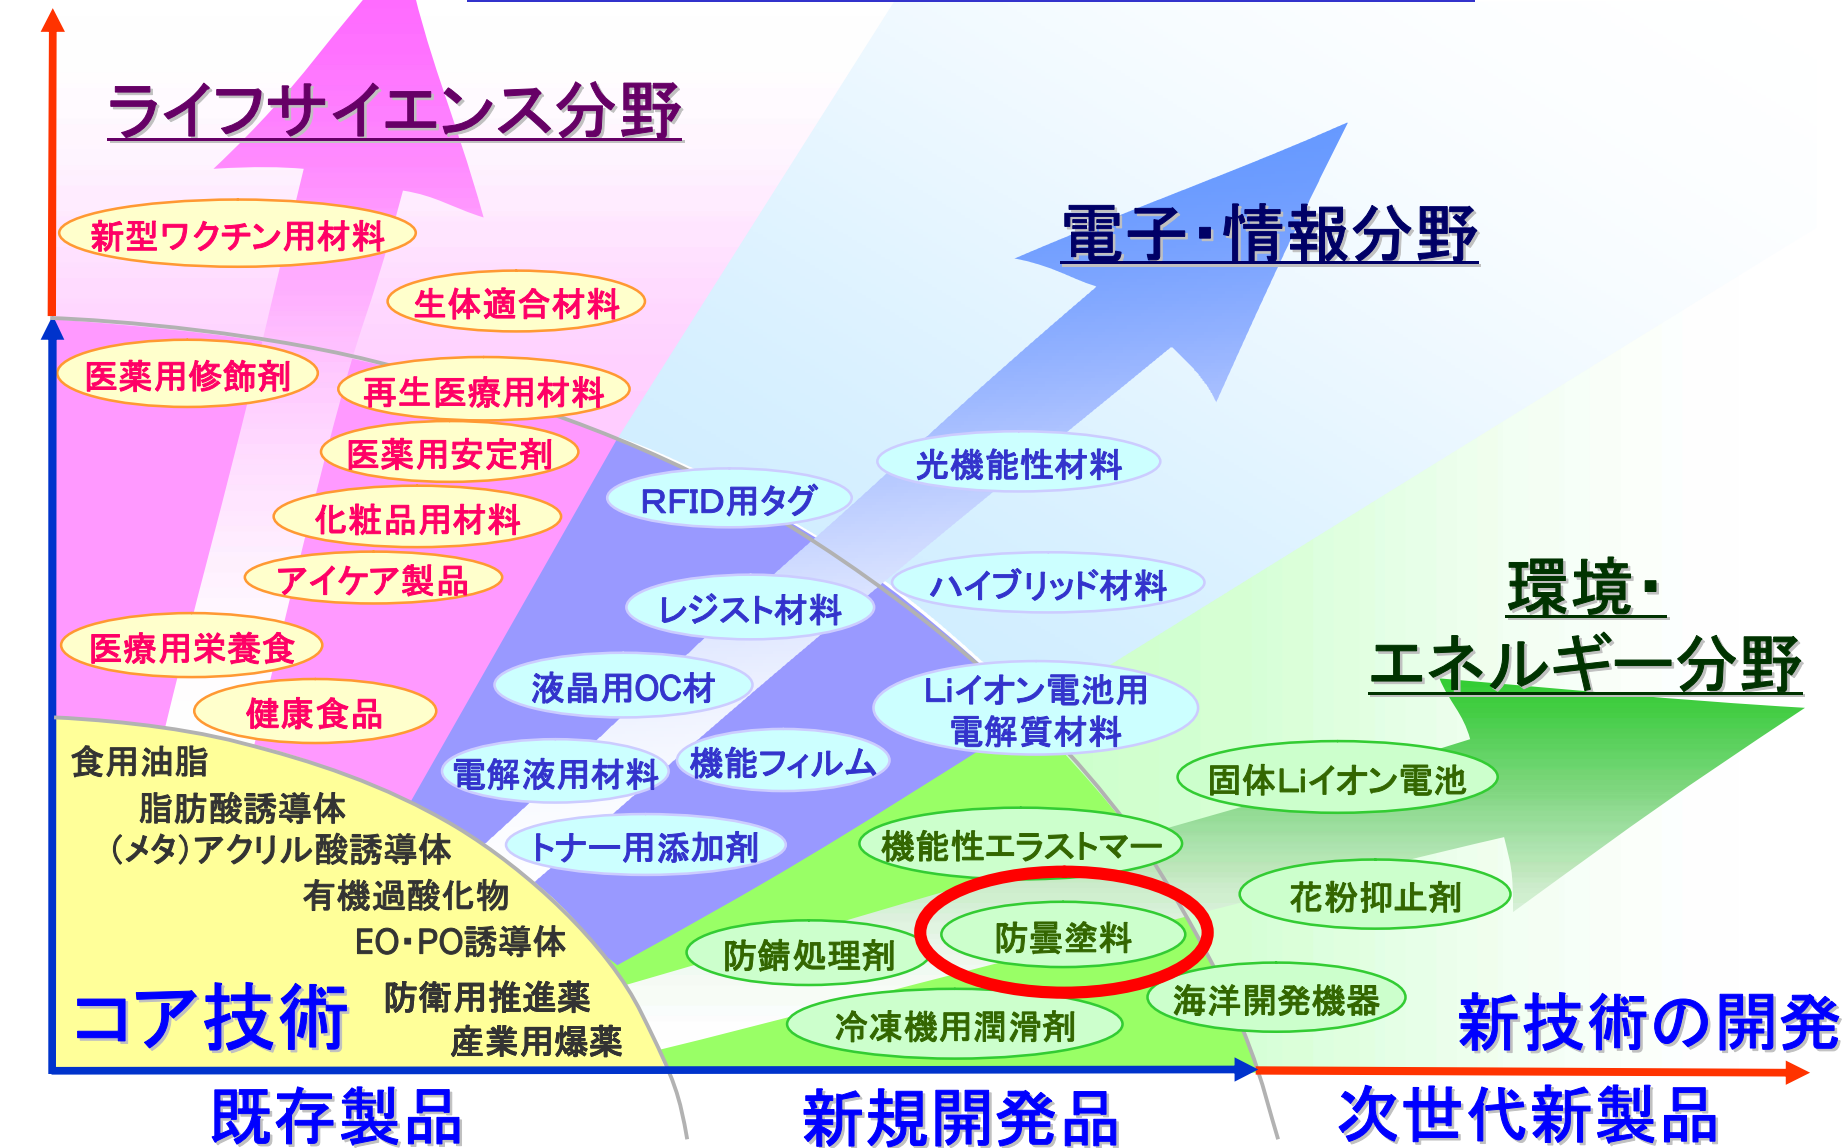 ライフサイエンス分野
電子・情報分野
新型ワクチン用材料
生体適合材料
医薬用修飾剤
再生医療用材料
医薬用安定剤
化粧品用材料
アイケア製品
医療用栄養食
健康食品
光機能性材料
RFID用タグ
ハイブリッド材料
レジスト材料
液晶用OC材
Liイオン電池用
電解質材料
電解液用材料
機能フィルム
トナー用添加剤
環境・
エネルギー分野
固体Liイオン電池
機能性エラストマー
花粉抑止剤
防曇塗料
防錆処理剤
海洋開発機器
冷凍機用潤滑剤
食用油脂
脂肪酸誘導体
(メタ)アクリル酸誘導体
有機過酸化物
EO・PO誘導体
防衛用推進薬
産業用爆薬
コア技術
新技術の開発
既存製品
新規開発品
次世代新製品